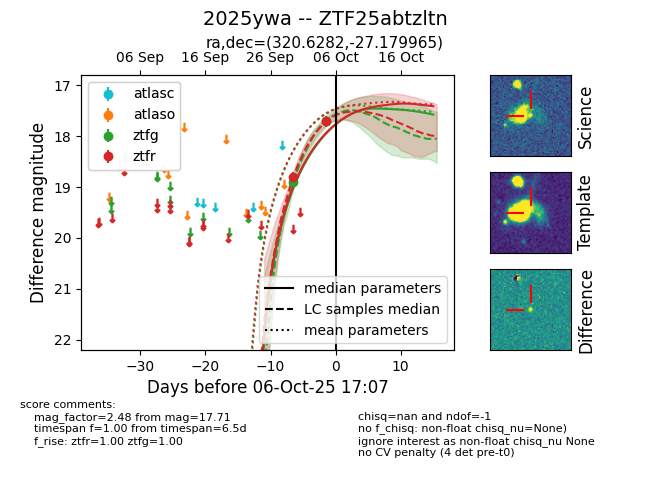 2025ywa -- ZTF25abtzltn
ra,dec=(320.6282,-27.179965)
06 Sep 16 Sep 26 Sep 06 Oct 16 Oct
17
18
19
20
21
22
Difference magnitude
atlasc
atlaso
ztfg
ztfr
median parameters
LC samples median
mean parameters
−30 −20 −10 0 10
Days before 06-Oct-25 17:07
Science
Template
Difference
score comments:
mag_factor=2.48 from mag=17.71
timespan f=1.00 from timespan=6.5d
f_rise: ztfr=1.00 ztfg=1.00
chisq=nan and ndof=-1
no f_chisq: non-float chisq_nu=None)
ignore interest as non-float chisq_nu None
no CV penalty (4 det pre-t0)